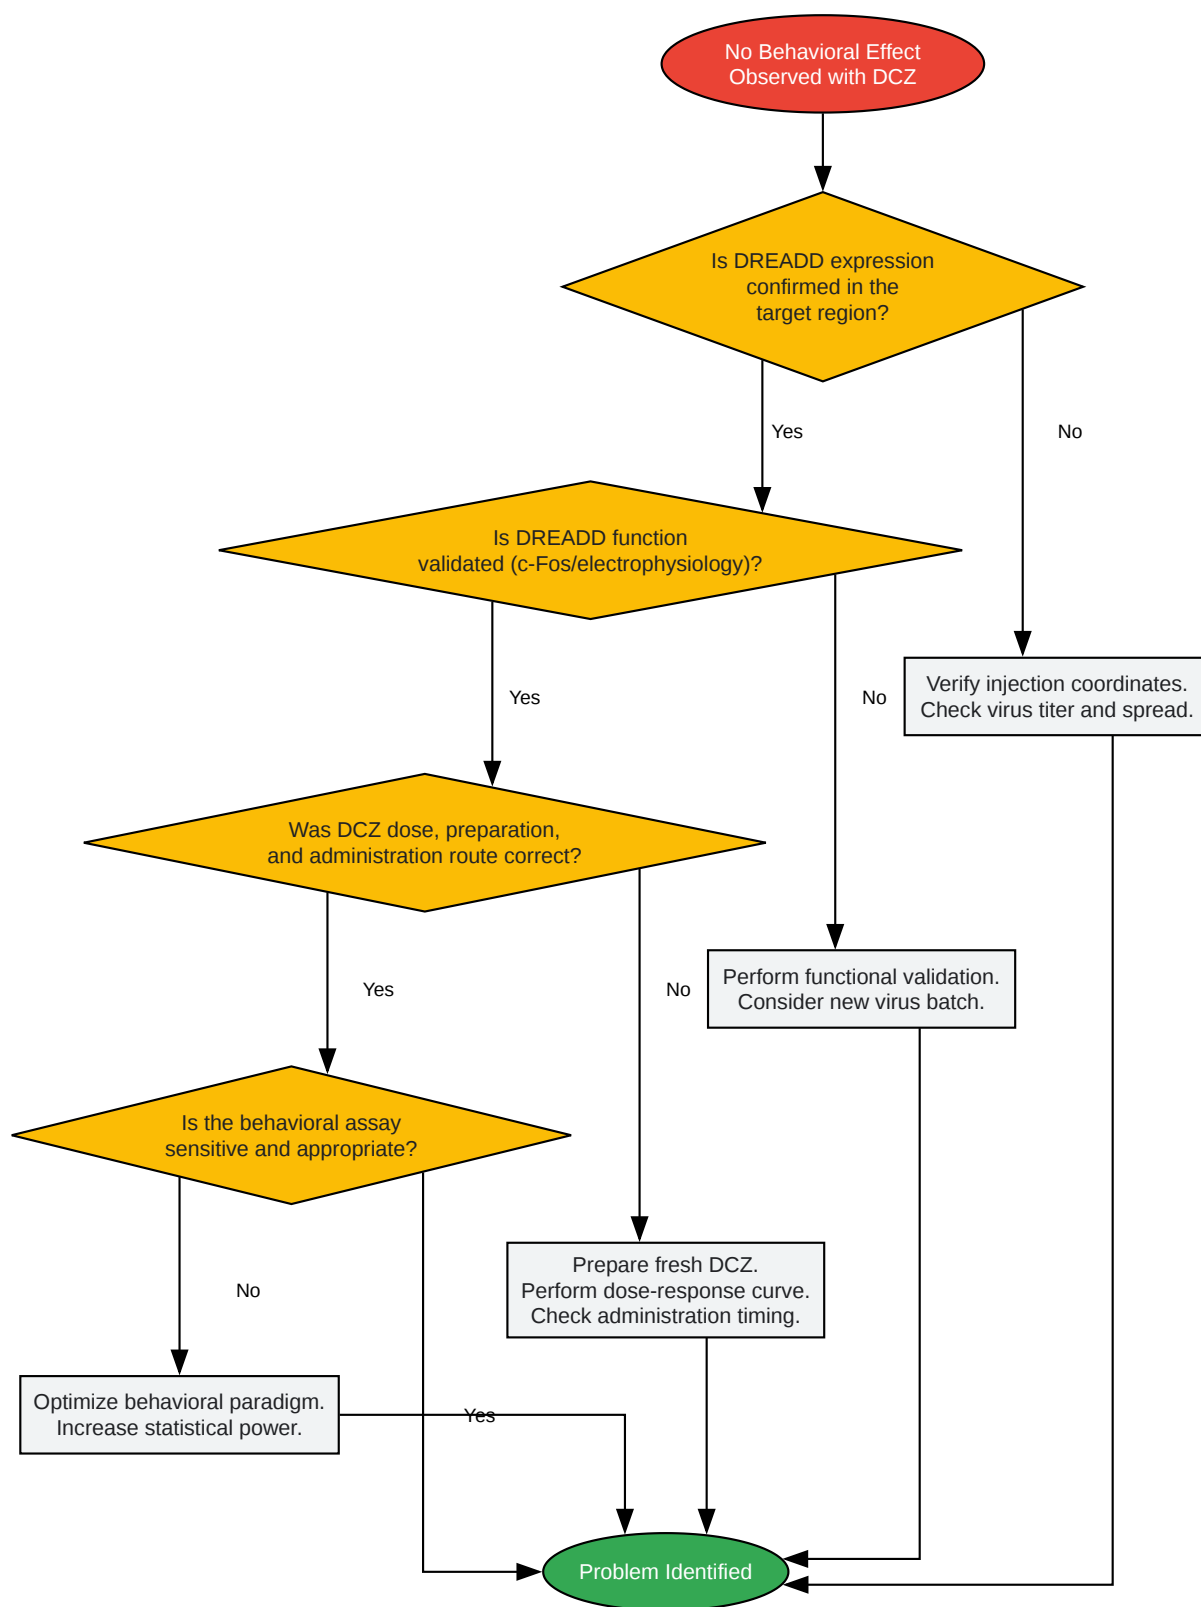 No Behavioral Effect
Observed with DCZ
Is DREADD expression
confirmed in the
target region?
Yes
No
Is DREADD function
validated (c-Fos/electrophysiology)?
Yes
No
Verify injection coordinates.
Check virus titer and spread.
Was DCZ dose, preparation,
and administration route correct?
Yes
No
Perform functional validation.
Consider new virus batch.
Is the behavioral assay
sensitive and appropriate?
No
Prepare fresh DCZ.
Perform dose-response curve.
Check administration timing.
Optimize behavioral paradigm.
Increase statistical power.
Yes
Problem Identified